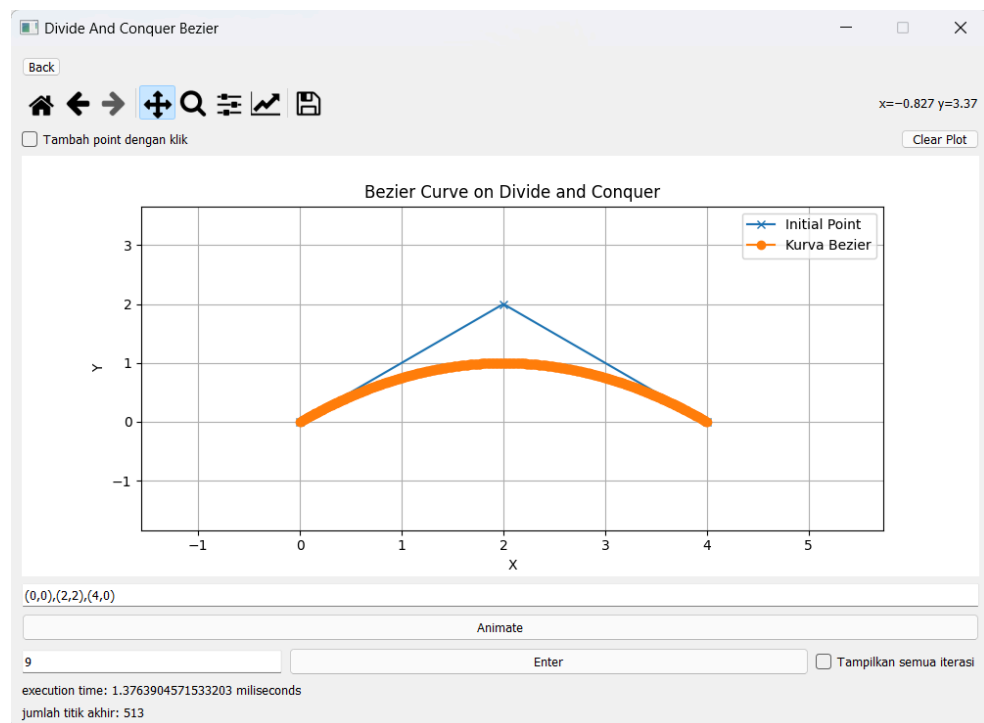 Divide And Conquer Bezier
Back
x=−0.827 y=3.37
Tambah point dengan klik
Clear Plot
Bezier Curve on Divide and Conquer
Initial Point
Kurva Bezier
3
2
1
0
−1
Y
−1 0 1 2 3 4 5
X
(0,0),(2,2),(4,0)
Animate
9
Enter
Tampilkan semua iterasi
execution time: 1.3763904571533203 miliseconds
jumlah titik akhir: 513